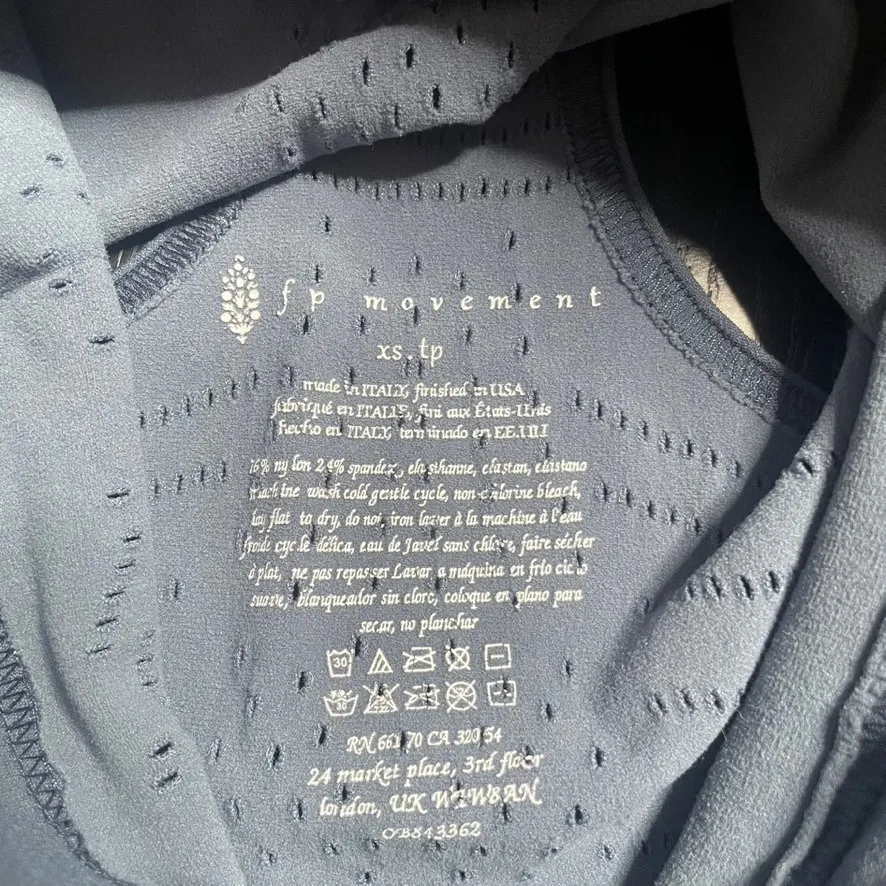 fp movement
xs.tp
made in ITALY, finished in USA
fabriqué en ITALIE, fini aux États-Unis
hecho en ITALY, terminado en EE.UU
76% nylon 24% spandex, elasthanne, elastan, elastano
machine wash cold gentle cycle, non-chlorine bleach,
lay flat to dry, do not iron laver à la machine à l'eau
froide cycle délica, eau de Javel sans chlore, faire sécher
à plat, ne pas repasser Lavar a máquina en frío ciclo
suave, blanqueador sin cloro, coloque en plano para
secar, no planchar
30
30
RN 66170 CA 32054
24 market place, 3rd floor
london, UK W1W8AN
OB843362